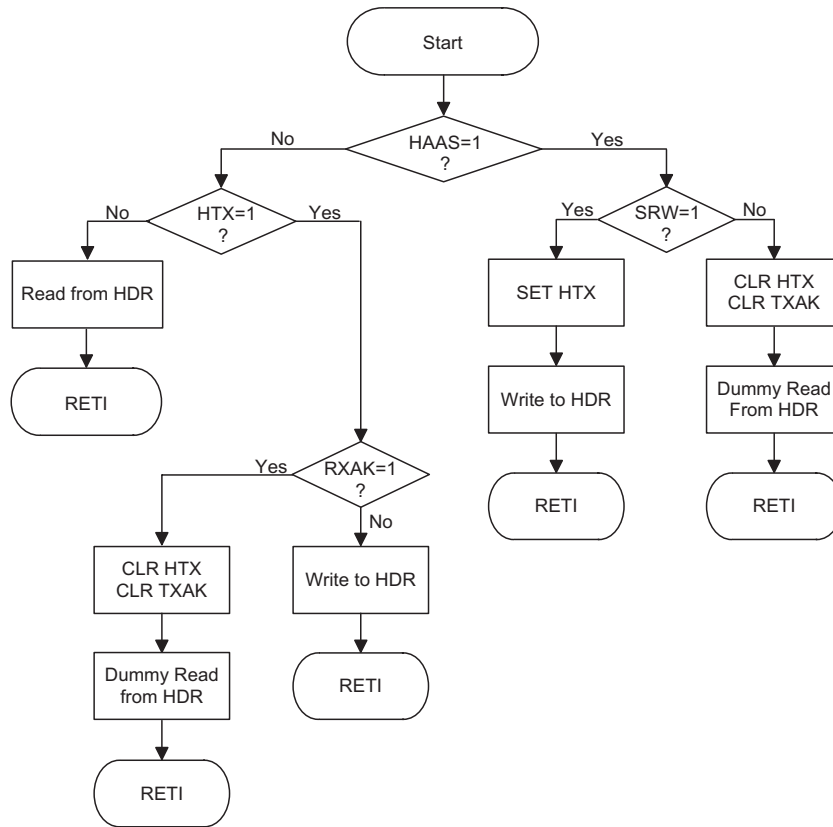 Start
HAAS=1
?
No
Yes
HTX=1
?
No
Yes
SRW=1
?
Yes
No
Read from HDR
SET HTX
CLR HTX
CLR TXAK
RETI
Write to HDR
Dummy Read
From HDR
RXAK=1
?
Yes
No
RETI
RETI
CLR HTX
CLR TXAK
Write to HDR
Dummy Read
from HDR
RETI
RETI